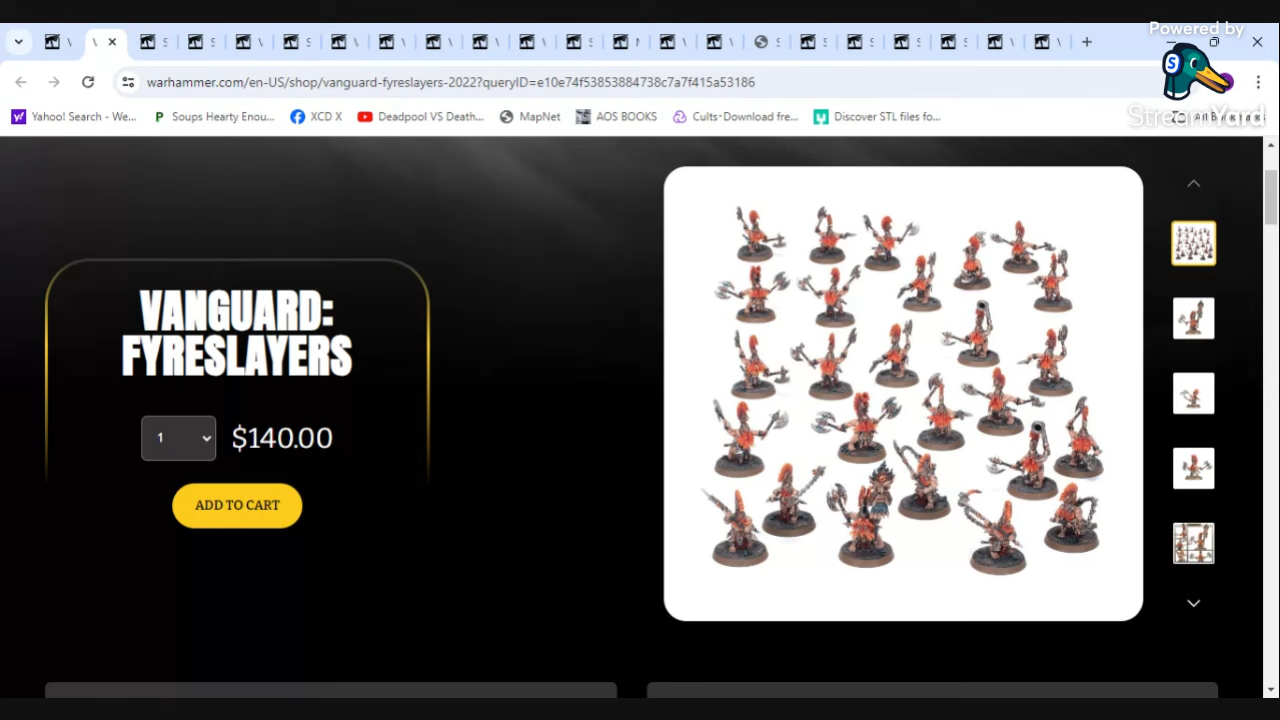 Powered by
StreamYard
warhammer.com/en-US/shop/vanguard-fyreslayers-2022?queryID=e10e74f53853884738c7a7f415a53186
Yahoo! Search - We...
Soups Hearty Enou...
XCD X
Deadpool VS Death...
MapNet
AOS BOOKS
Cults · Download fre...
Discover STL files fo...
All Bookmarks
VANGUARD:
FYRESLAYERS
1
$140.00
ADD TO CART